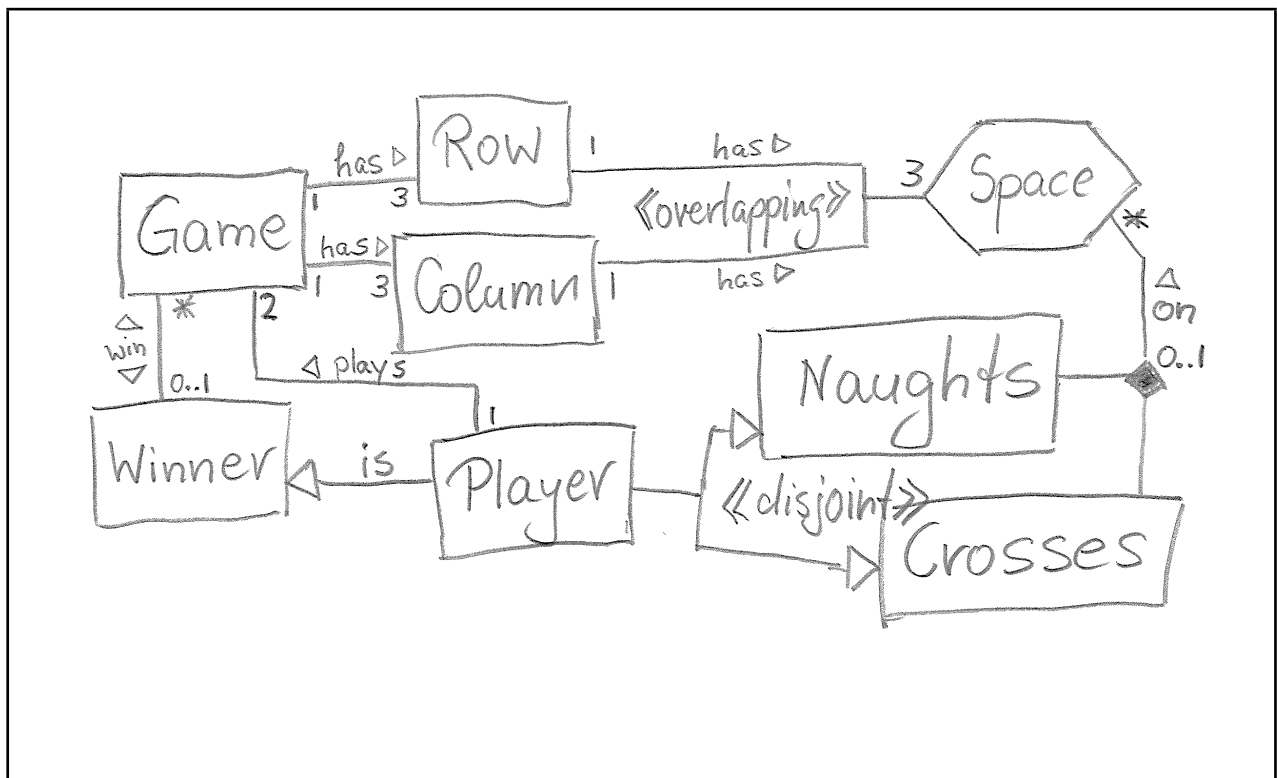 Row
1
has ▷
has ▷
3
Space
1
3
Game
«overlapping»
*
has ▷
1
3
Column
1
has ▷
△
on
*
2
△
win
▽
0..1
◁ plays
Naughts
0..1
1
Winner
is
Player
«disjoint»
Crosses